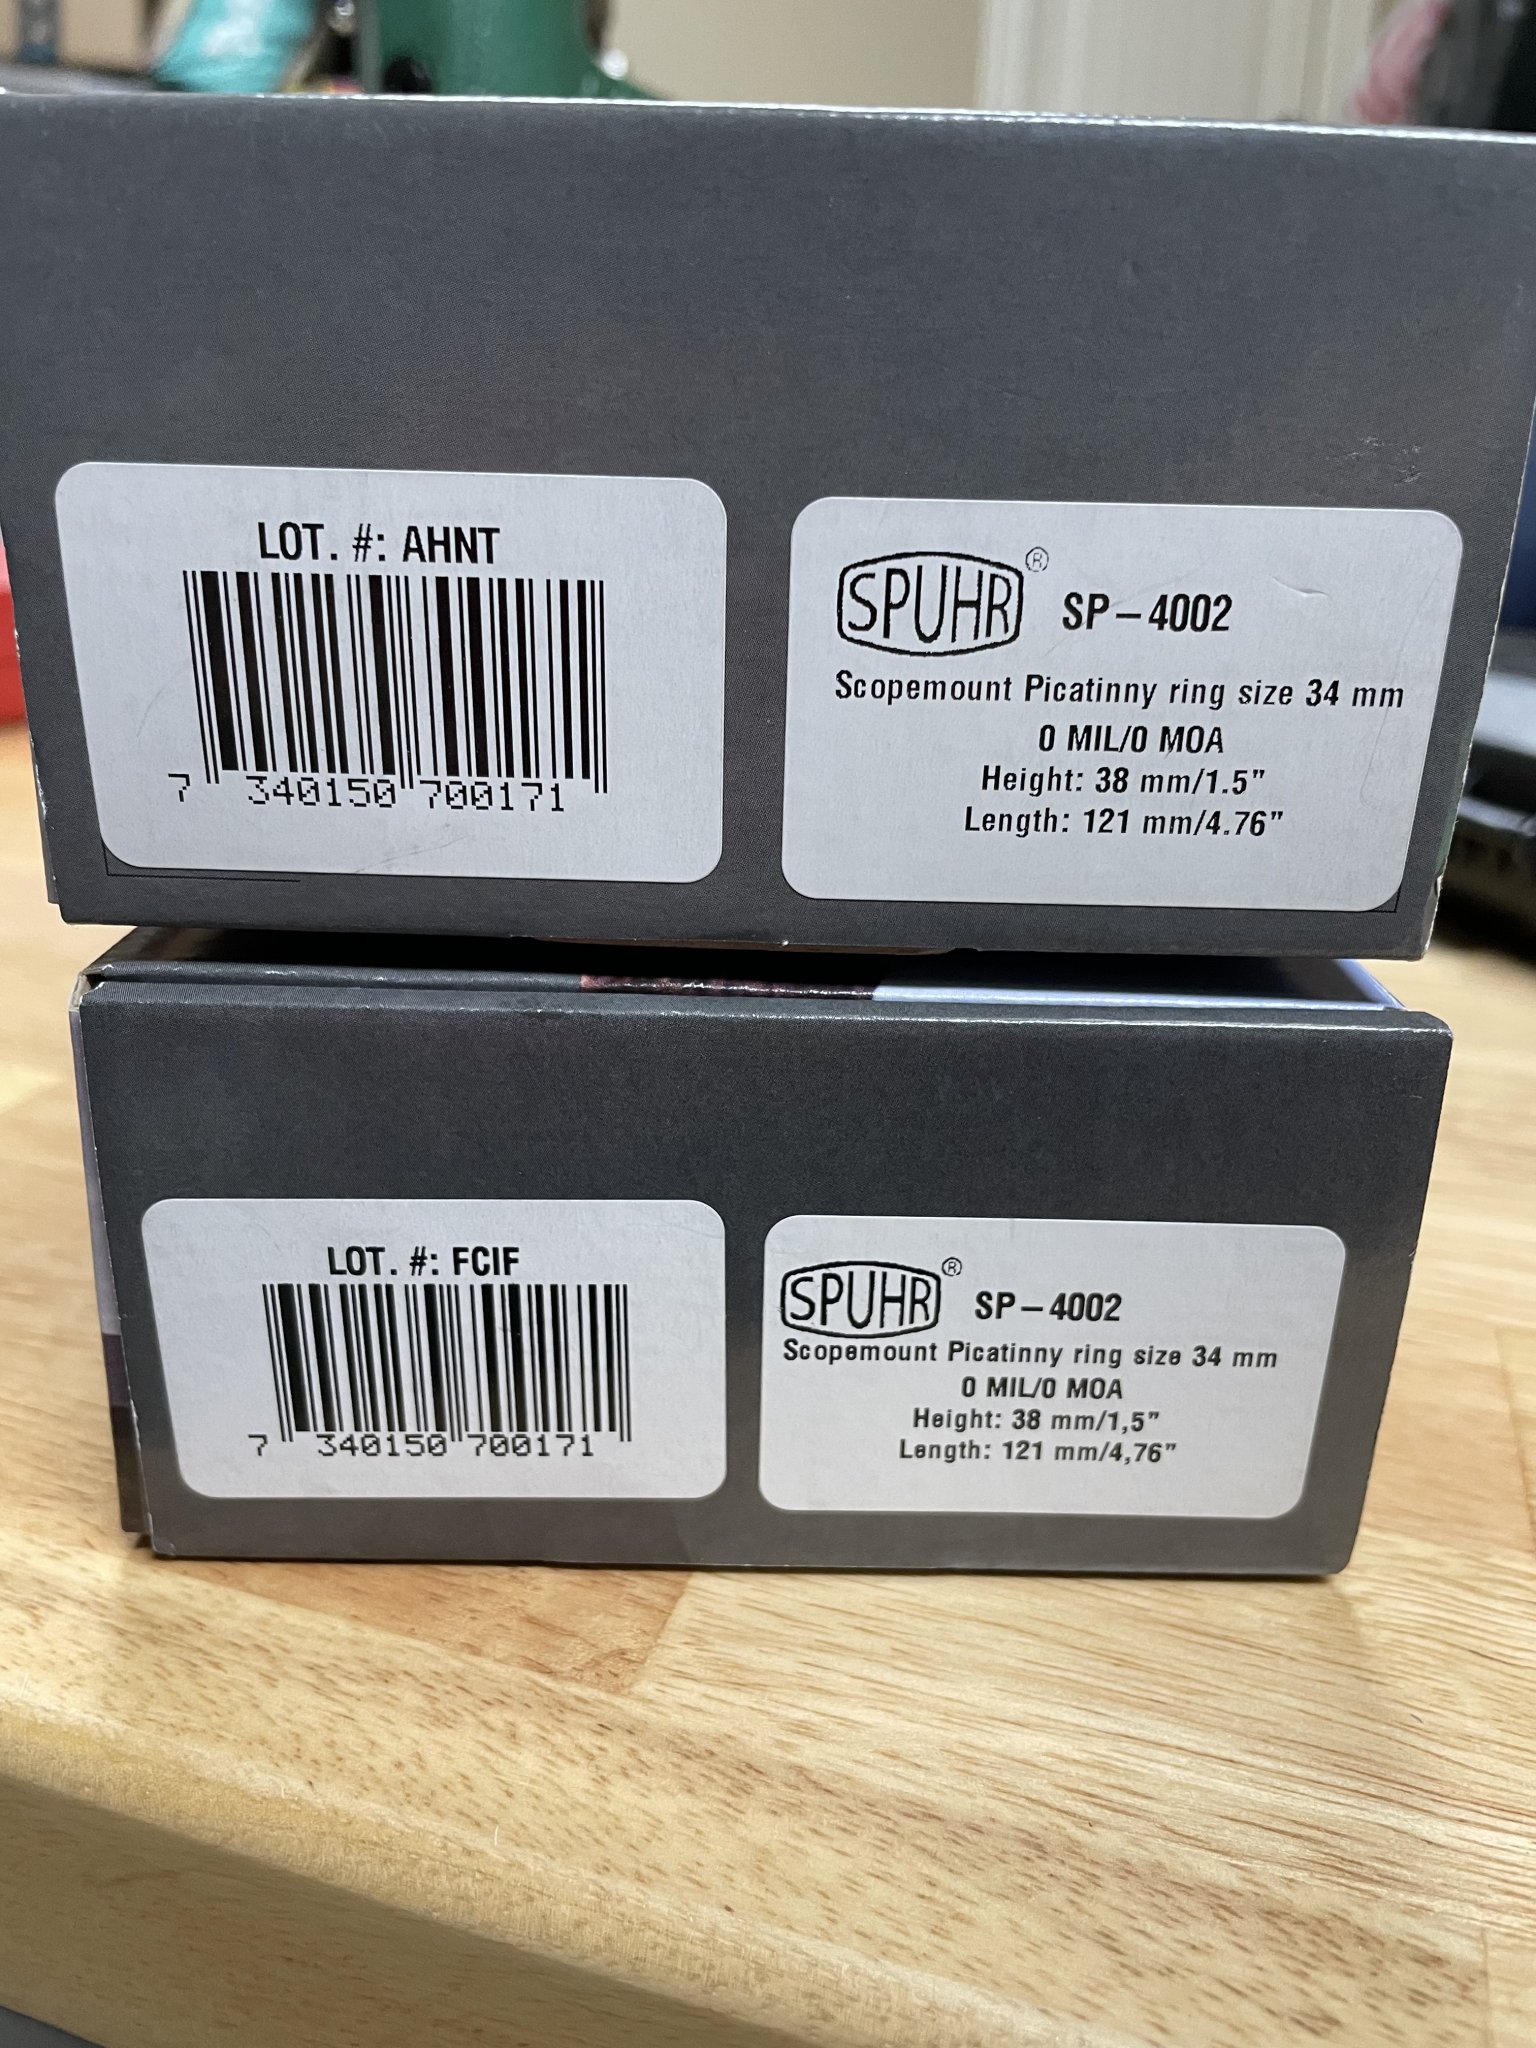 LOT. #: AHNT
7 340150 700171
SPUHR® SP-4002
Scopemount Picatinny ring size 34 mm
0 MIL/0 MOA
Height: 38 mm/1.5”
Length: 121 mm/4.76”
LOT. #: FCIF
7 340150 700171
SPUHR® SP-4002
Scopemount Picatinny ring size 34 mm
0 MIL/0 MOA
Height: 38 mm/1,5”
Length: 121 mm/4,76”